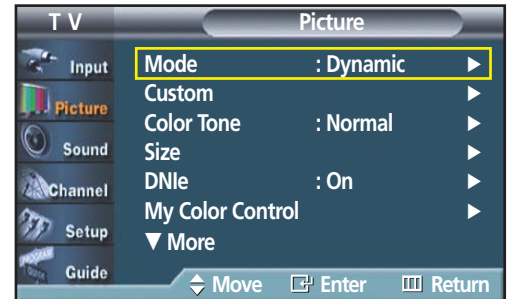 TV Picture
Input
Picture
Sound
Channel
Setup
Guide
Mode : Dynamic ►
Custom ►
Color Tone : Normal ►
Size ►
DNIe : On ►
My Color Control ►
▼ More
Move Enter Return